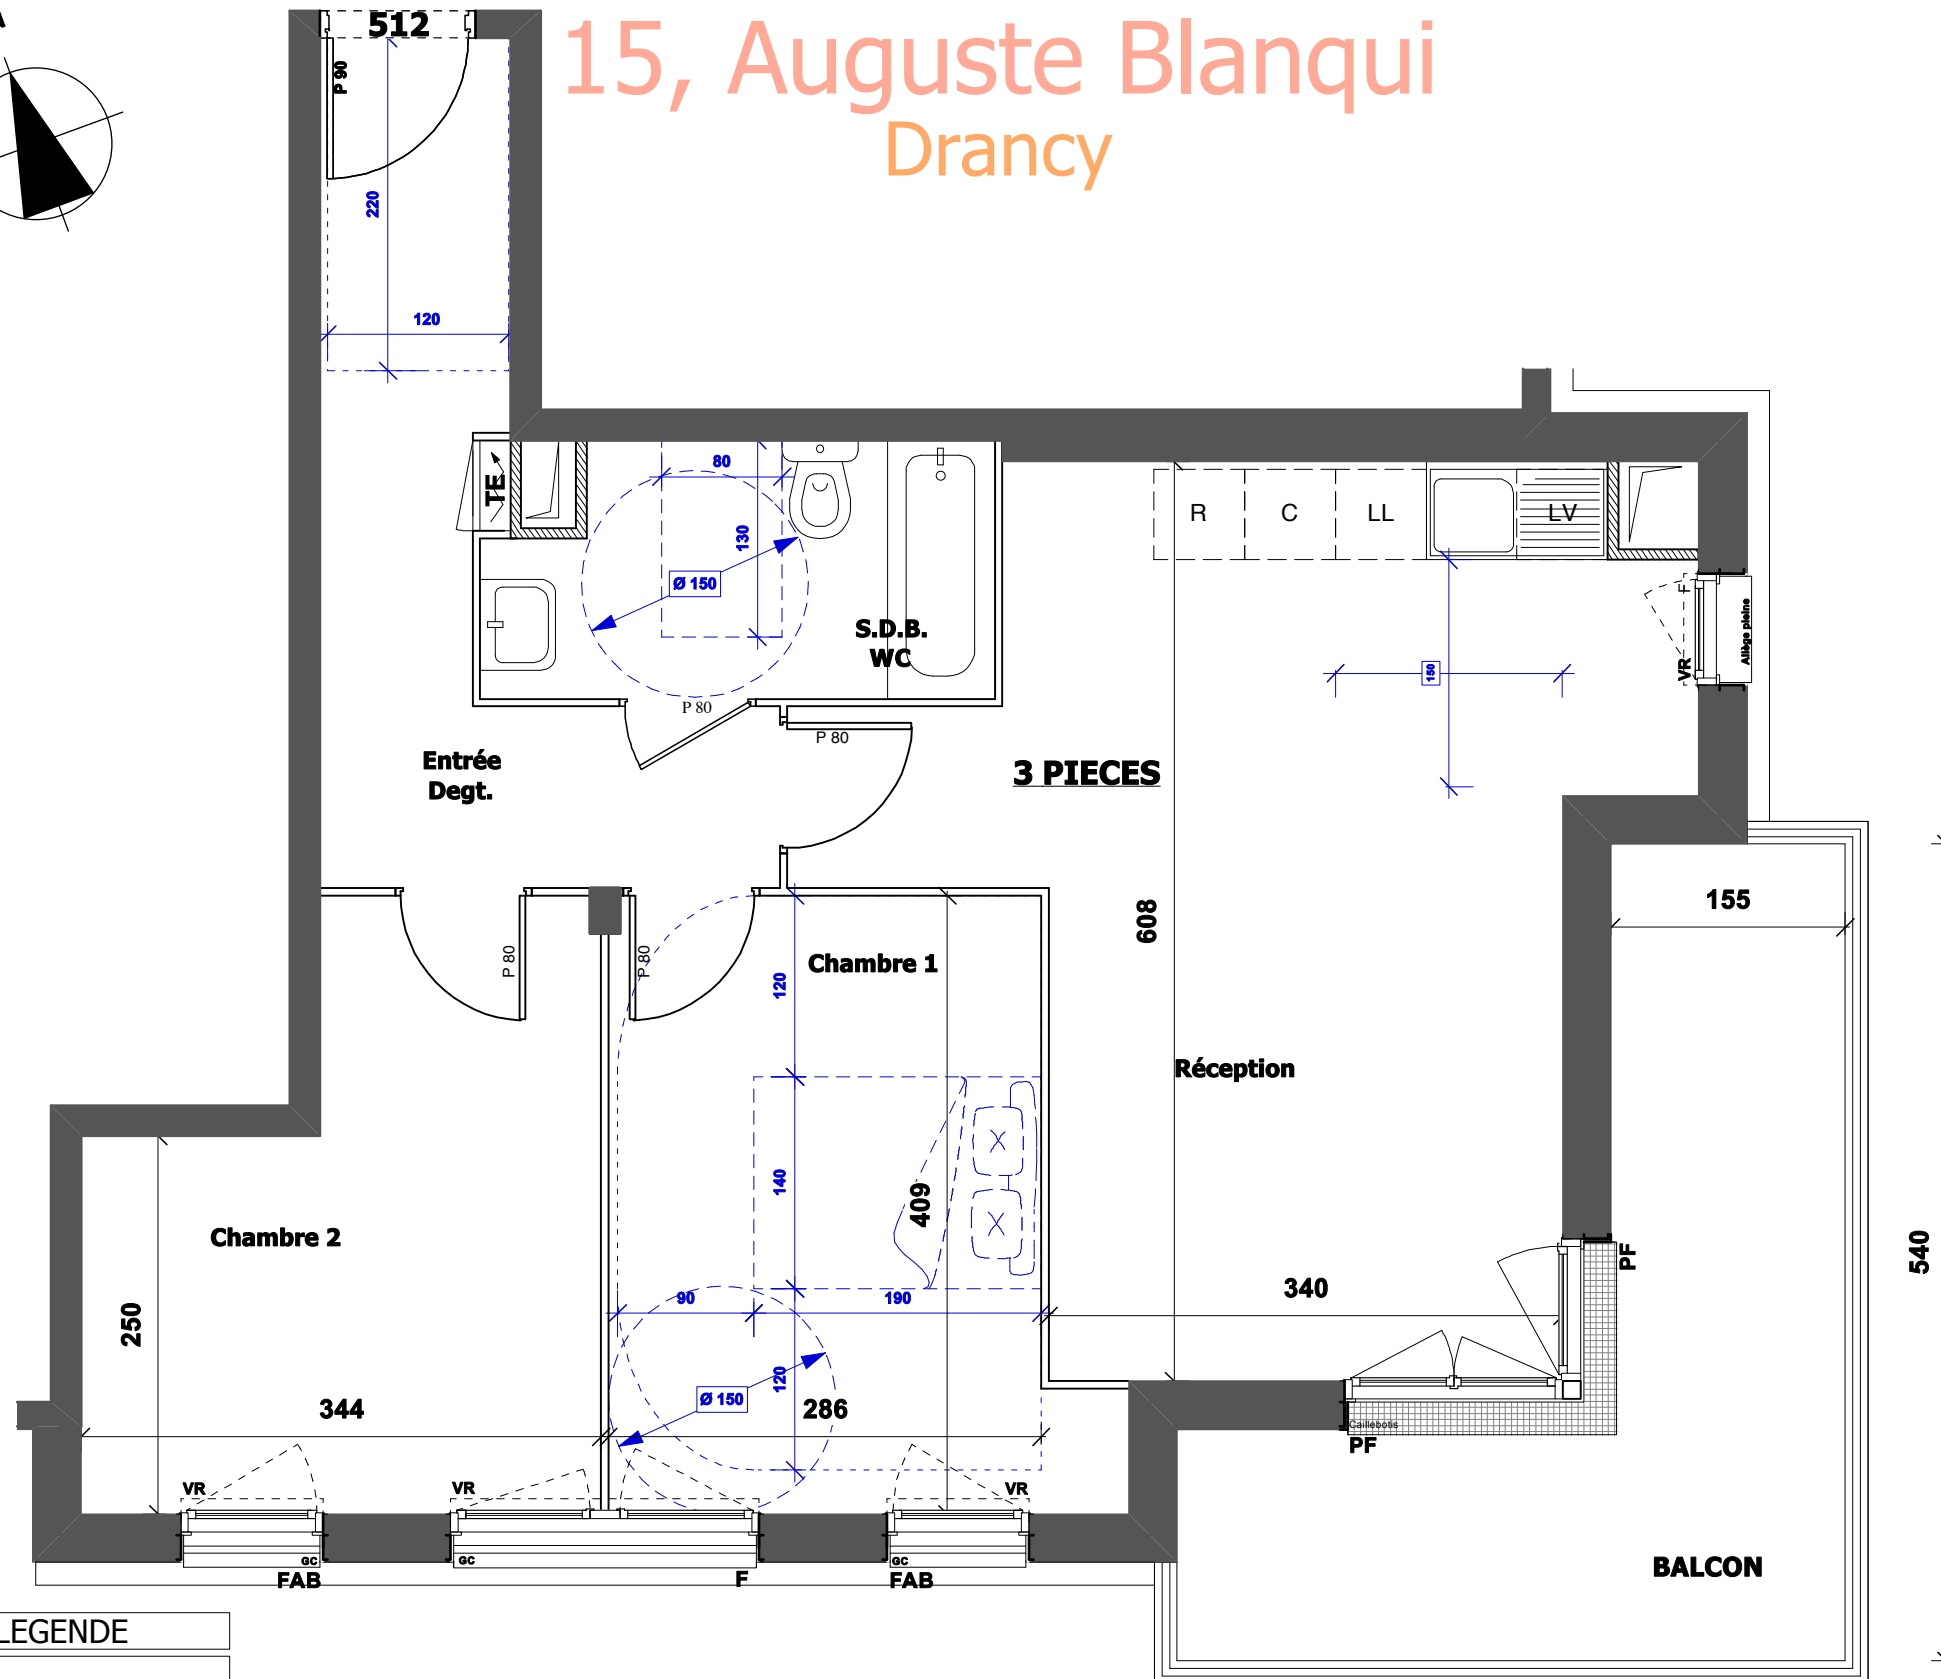 512
15, Auguste Blanqui
Drancy
P 90
220
120
TE
80
130
Ø 150
S.D.B.
WC
R
C
LL
LV
F
VR
Allège pleine
150
P 80
P 80
Entrée
Degt.
3 PIECES
608
155
P 80
P 80
Chambre 1
120
Réception
140
409
Chambre 2
250
90
190
340
PF
540
120
Ø 150
344
286
Caillebotis
PF
VR
VR
VR
GC
GC
GC
FAB
F
FAB
BALCON
LEGENDE